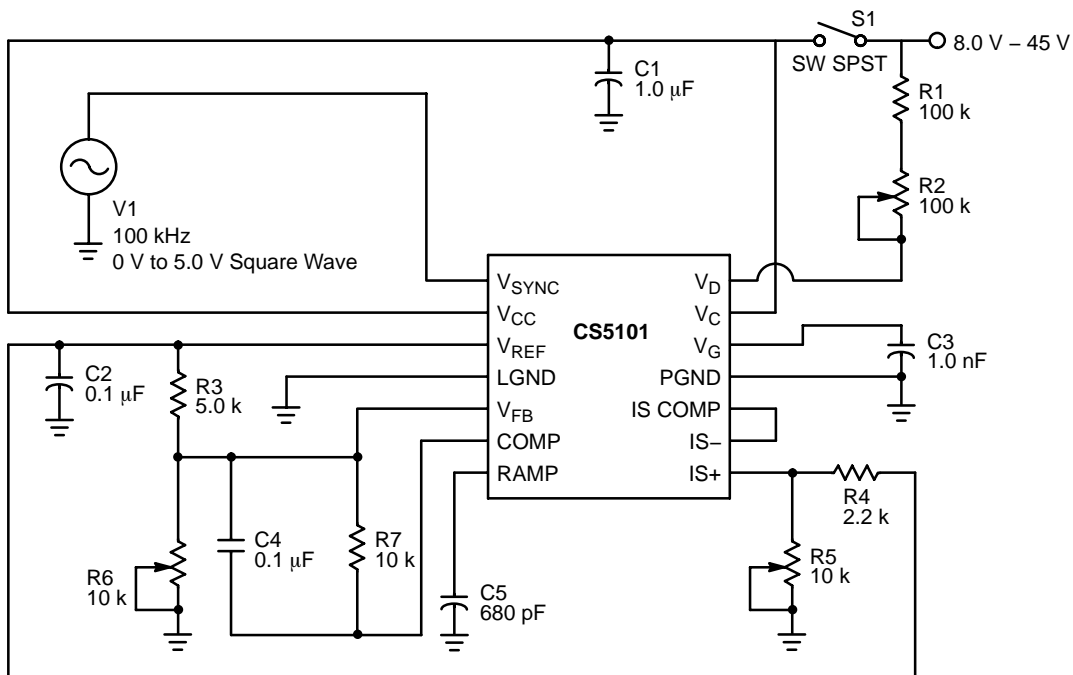 S1
8.0 V – 45 V
SW SPST
C1
1.0 μF
R1
100 k
R2
100 k
V1
100 kHz
0 V to 5.0 V Square Wave
CS5101
VSYNC
VCC
VREF
LGND
VFB
COMP
RAMP
VD
VC
VG
PGND
IS COMP
IS–
IS+
C3
1.0 nF
C2
0.1 μF
R3
5.0 k
R4
2.2 k
C4
0.1 μF
R7
10 k
R6
10 k
C5
680 pF
R5
10 k